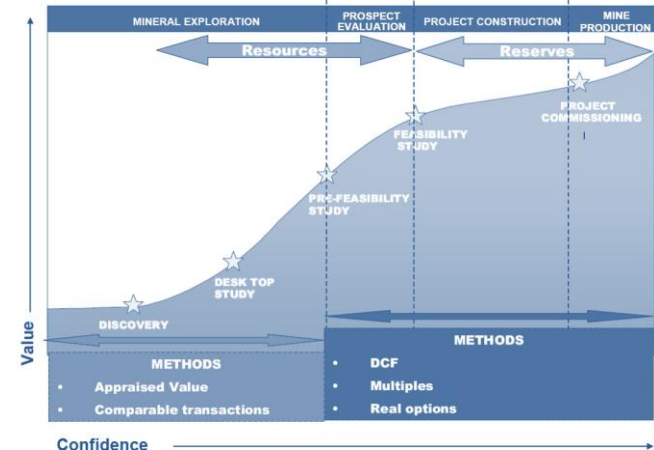 MINERAL EXPLORATION
PROSPECT
EVALUATION
PROJECT CONSTRUCTION
MINE
PRODUCTION
Resources
Reserves
PROJECT
COMMISSIONING
FEASIBILITY
STUDY
PRE-FEASIBILITY
STUDY
DESK TOP
STUDY
DISCOVERY
Value
METHODS
• Appraised Value
• Comparable transactions
METHODS
• DCF
• Multiples
• Real options
Confidence